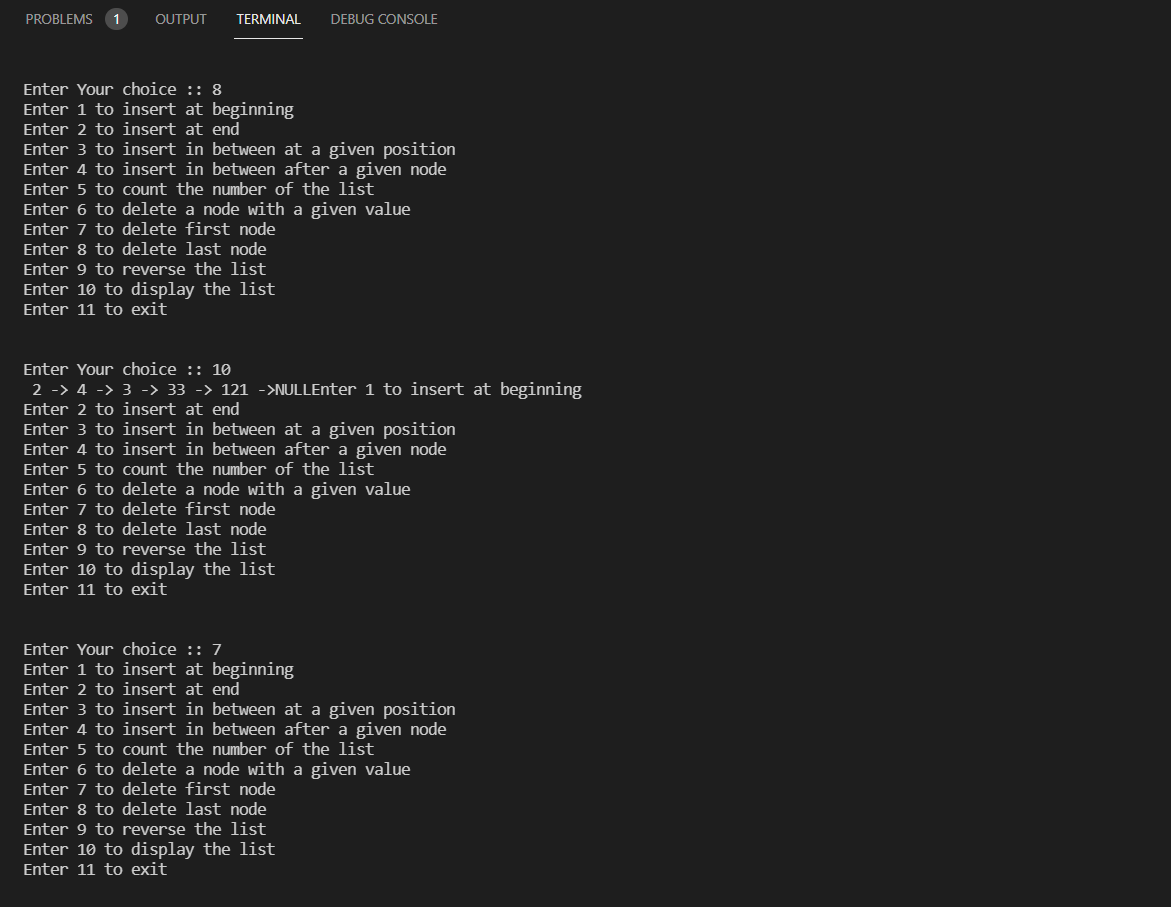 PROBLEMS 1 OUTPUT TERMINAL DEBUG CONSOLE
Enter Your choice :: 8
Enter 1 to insert at beginning
Enter 2 to insert at end
Enter 3 to insert in between at a given position
Enter 4 to insert in between after a given node
Enter 5 to count the number of the list
Enter 6 to delete a node with a given value
Enter 7 to delete first node
Enter 8 to delete last node
Enter 9 to reverse the list
Enter 10 to display the list
Enter 11 to exit
Enter Your choice :: 10
2 -> 4 -> 3 -> 33 -> 121 ->NULLEnter 1 to insert at beginning
Enter 2 to insert at end
Enter 3 to insert in between at a given position
Enter 4 to insert in between after a given node
Enter 5 to count the number of the list
Enter 6 to delete a node with a given value
Enter 7 to delete first node
Enter 8 to delete last node
Enter 9 to reverse the list
Enter 10 to display the list
Enter 11 to exit
Enter Your choice :: 7
Enter 1 to insert at beginning
Enter 2 to insert at end
Enter 3 to insert in between at a given position
Enter 4 to insert in between after a given node
Enter 5 to count the number of the list
Enter 6 to delete a node with a given value
Enter 7 to delete first node
Enter 8 to delete last node
Enter 9 to reverse the list
Enter 10 to display the list
Enter 11 to exit